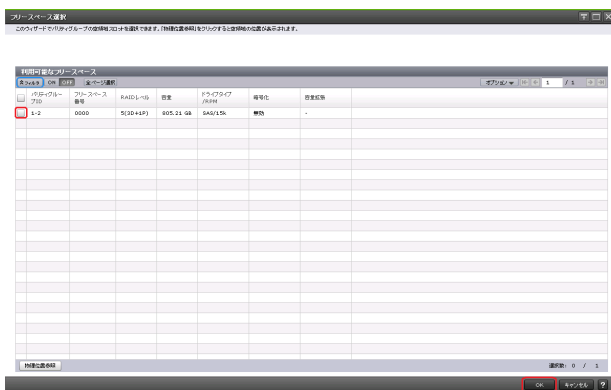 フリースペース選択
このウィザードでパリティグループの空領域スロットを選択できます。「物理位置参照」をクリックすると空領域の位置が表示されます。
利用可能なフリースペース
フィルタ ON OFF 全ページ選択 オプション 1 / 1
パリティグループID フリースペース番号 RAIDレベル 容量 ドライブタイプ/RPM 暗号化 容量拡張
1-2 0000 5(3D+1P) 805.21 GB SAS/15k 無効 -
物理位置参照 選択数: 0 / 1
OK キャンセル ?